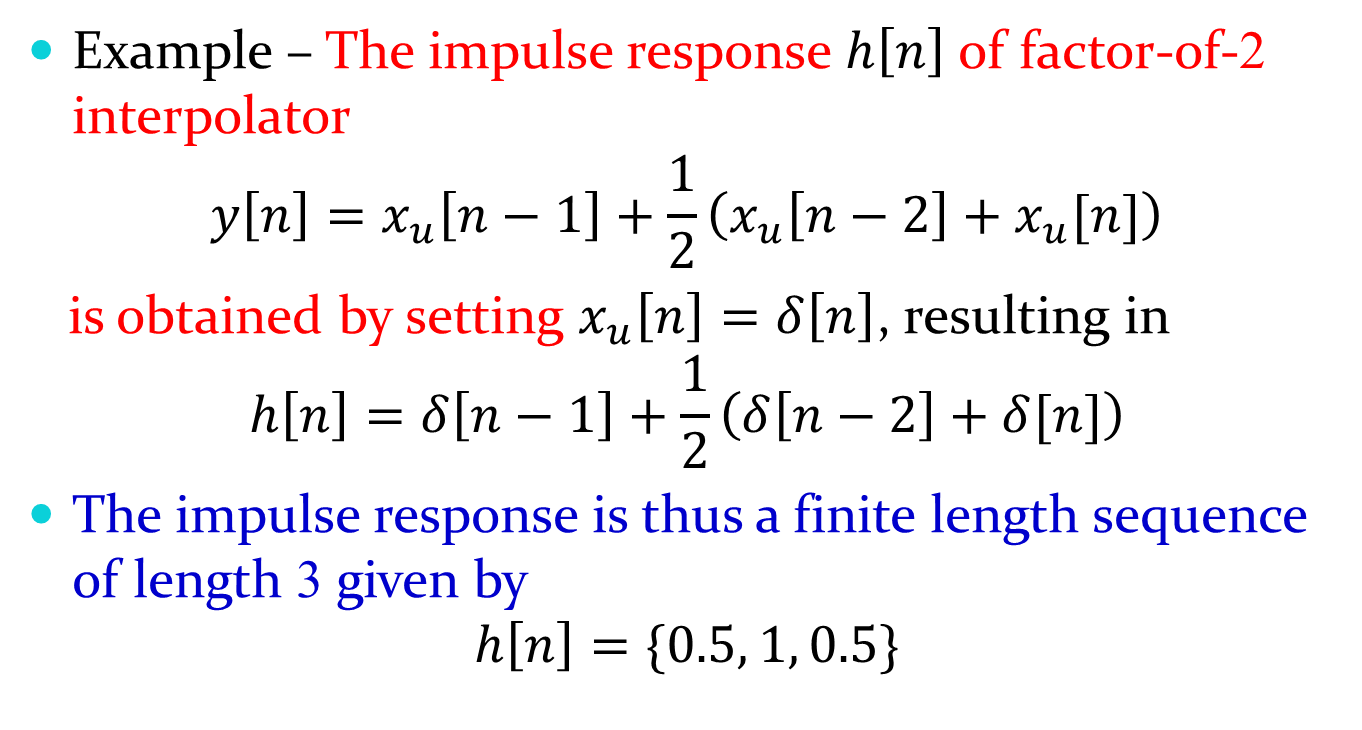 • Example – The impulse response h[n] of factor-of-2
interpolator
y[n] = x_u[n − 1] + \frac{1}{2}(x_u[n − 2] + x_u[n])
is obtained by setting x_u[n] = δ[n], resulting in
h[n] = δ[n − 1] + \frac{1}{2}(δ[n − 2] + δ[n])
• The impulse response is thus a finite length sequence
of length 3 given by
h[n] = {0.5, 1, 0.5}